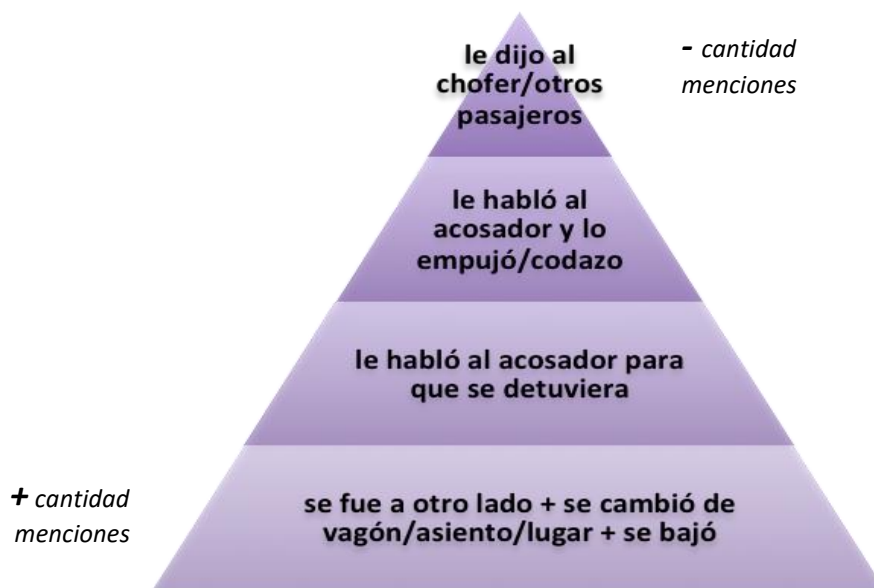 le dijo al
chofer/otros
pasajeros
- cantidad
menciones
le habló al
acosador y lo
empujó/codazo
le habló al acosador para
que se detuviera
+ cantidad
menciones
se fue a otro lado + se cambió de
vagón/asiento/lugar + se bajó